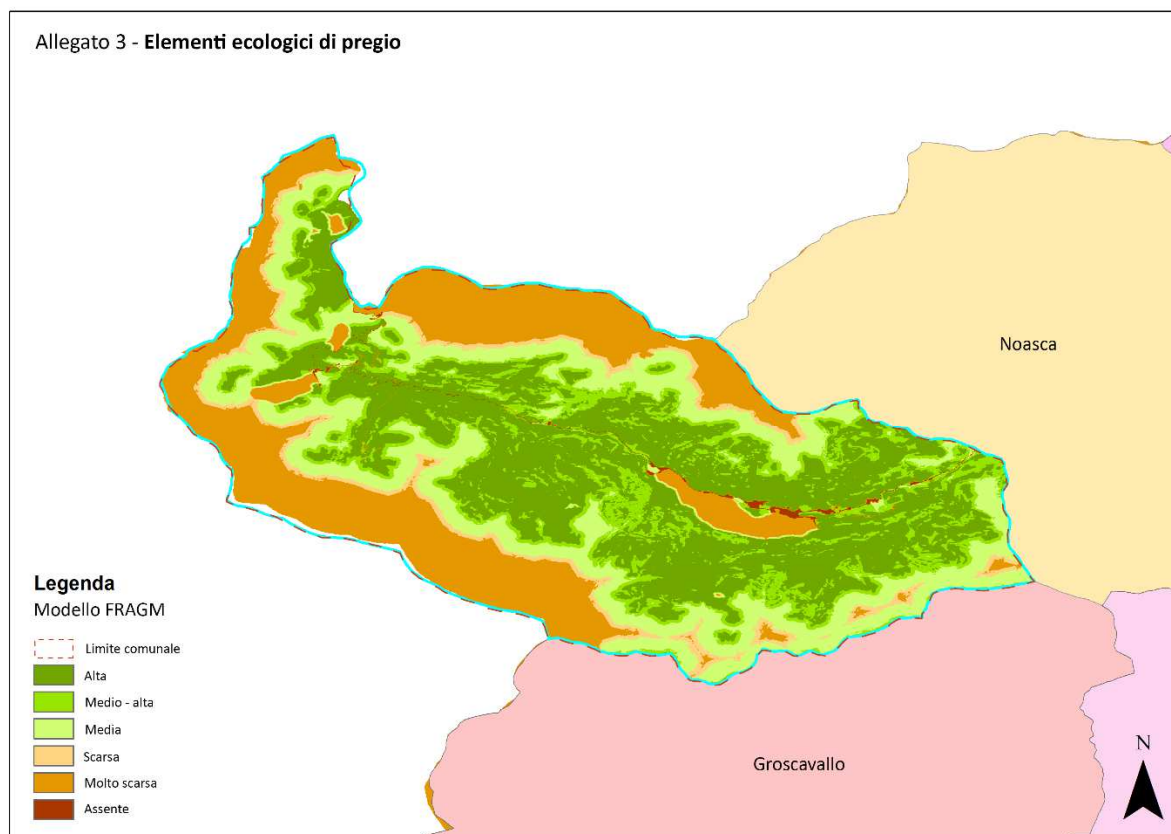 Allegato 3 - Elementi ecologici di pregio
Noasca
Groscavallo
Legenda
Modello FRAGM
Limite comunale
Alta
Medio - alta
Media
Scarsa
Molto scarsa
Assente
N